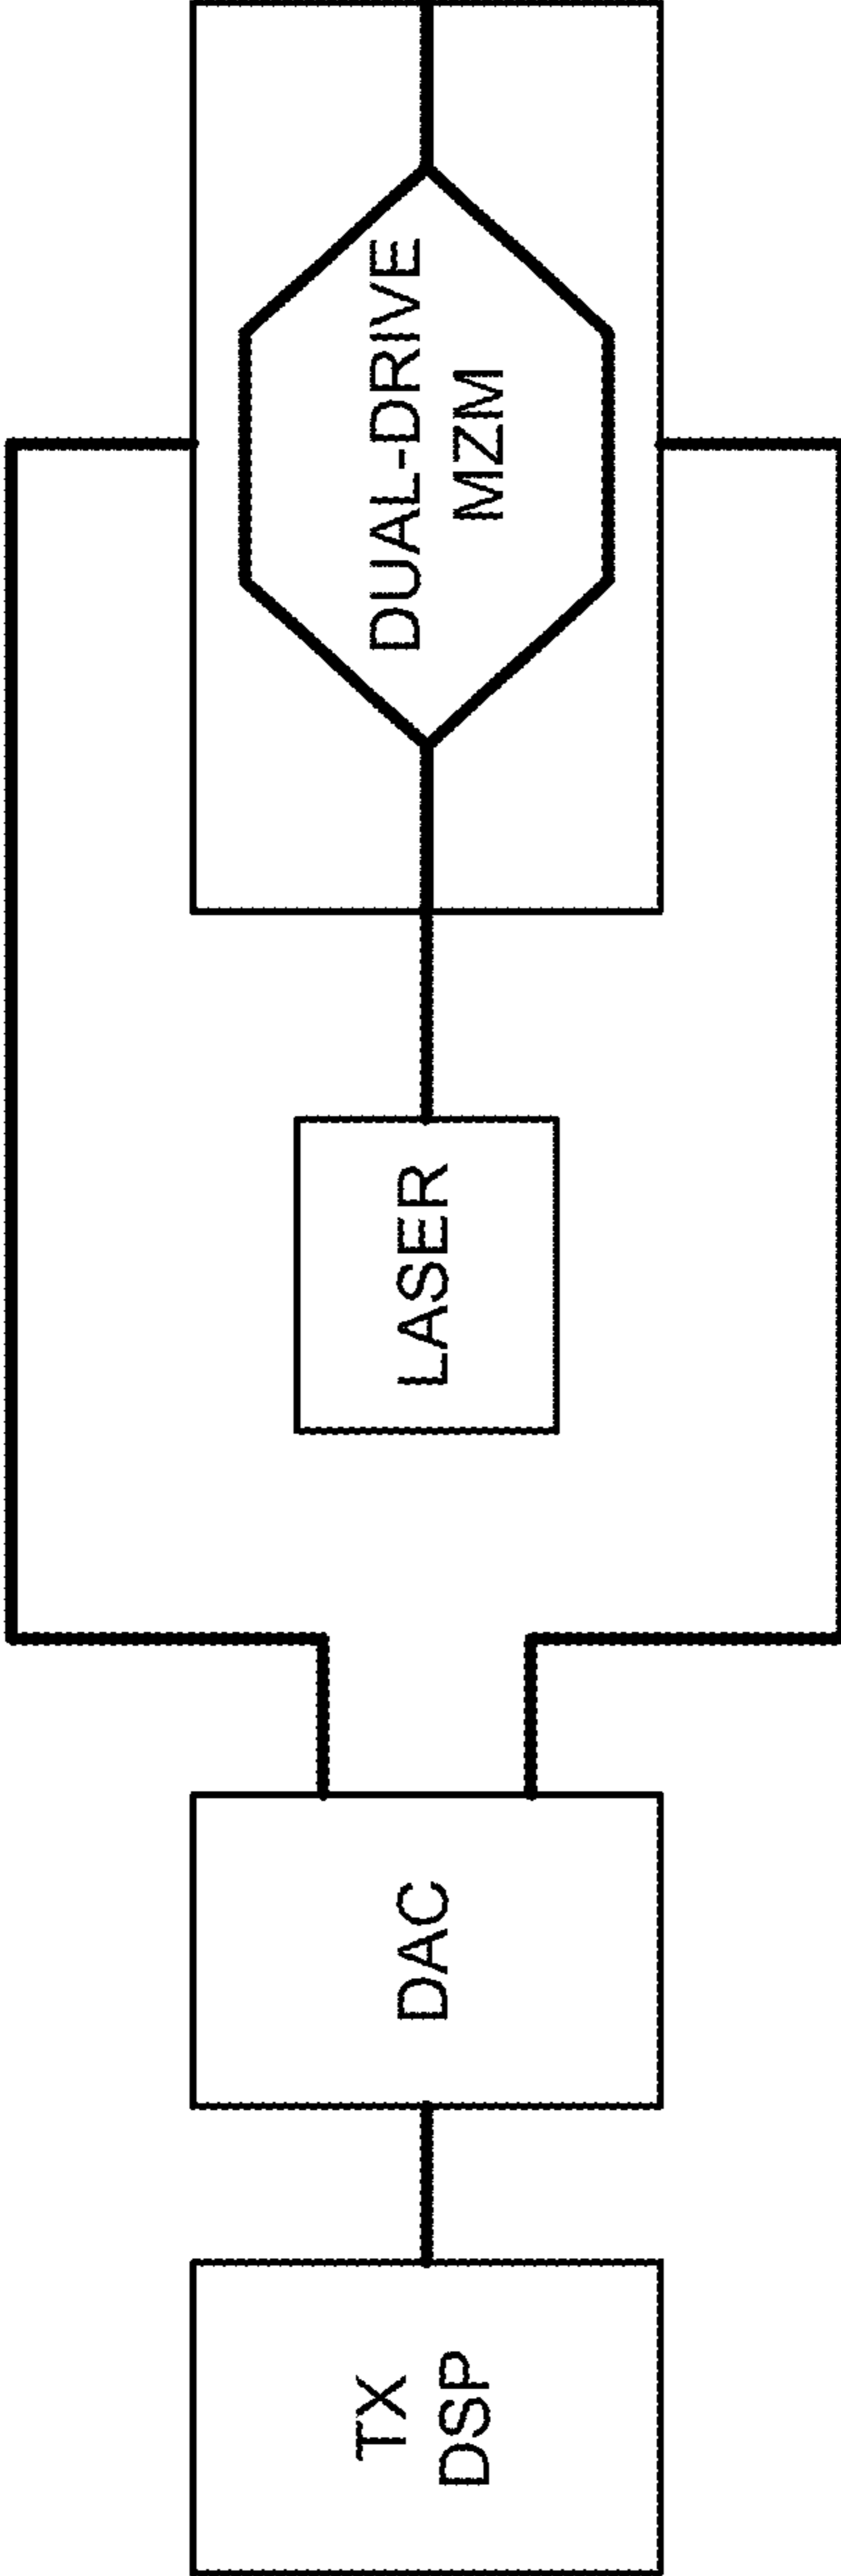 TX
DSP
DAC
LASER
DUAL-DRIVE
MZM